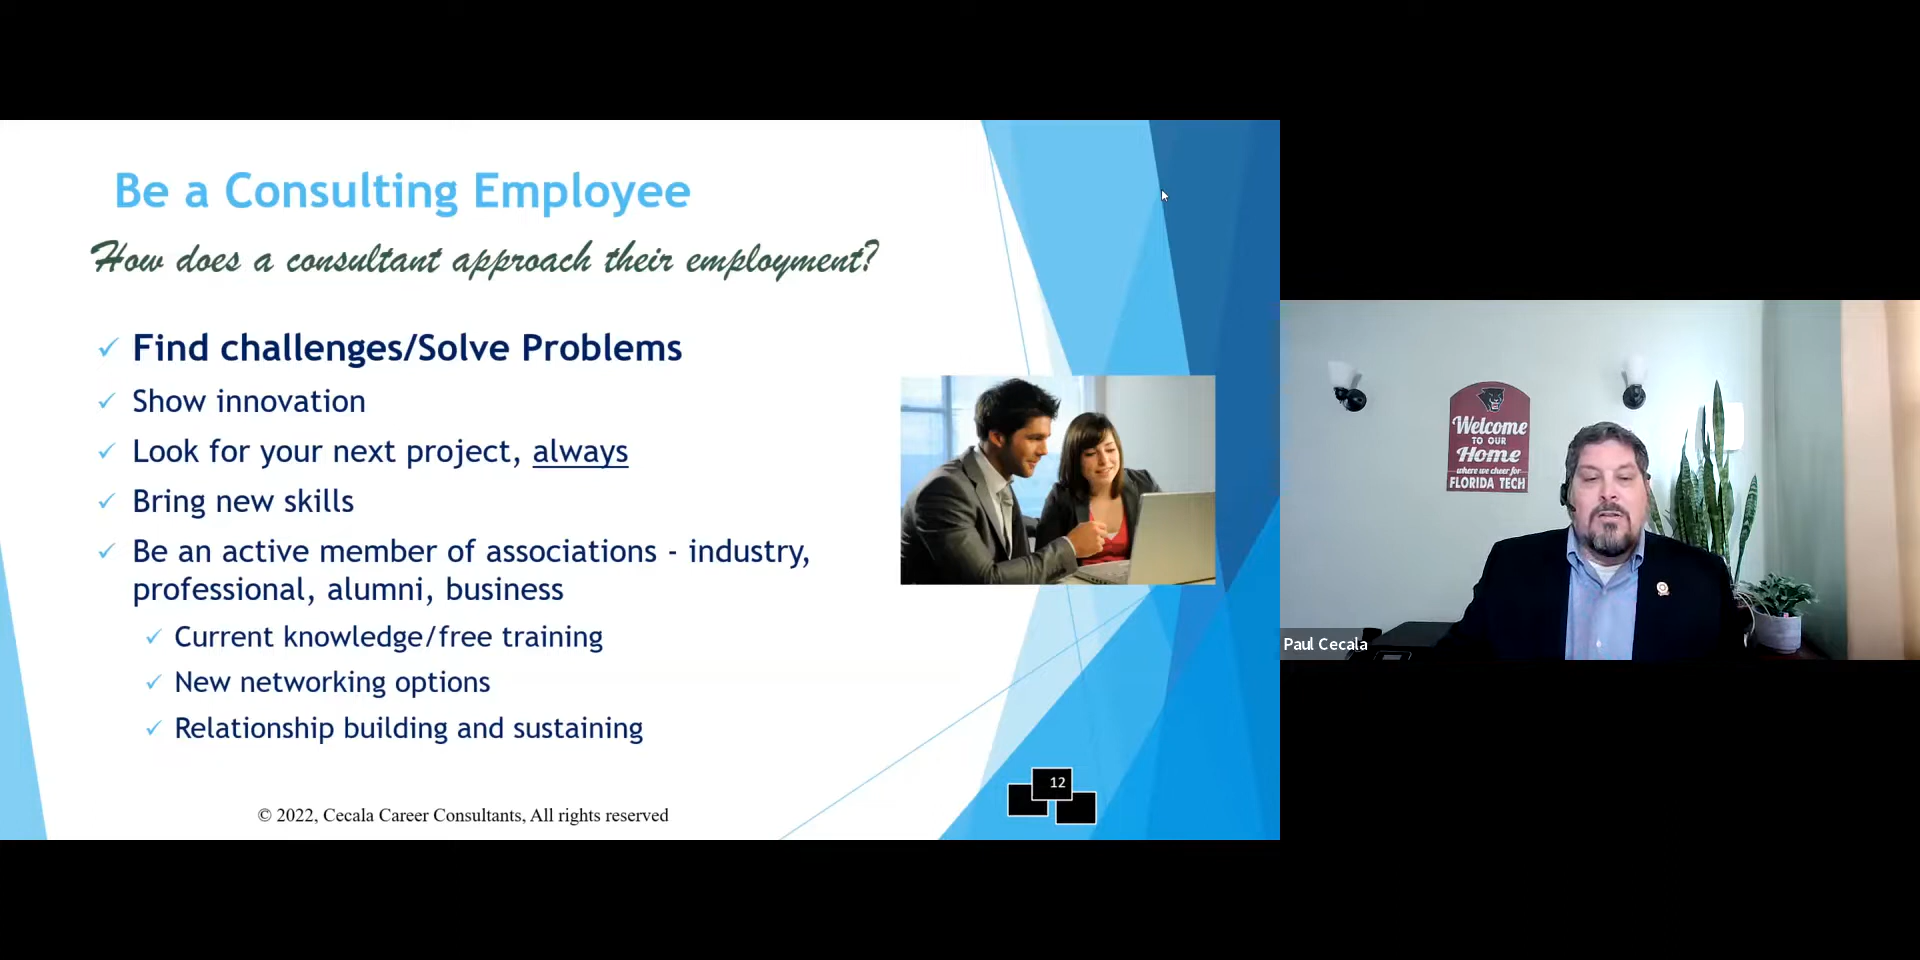 Be a Consulting Employee
How does a consultant approach their employment?
Find challenges/Solve Problems
Show innovation
Look for your next project, always
Bring new skills
Be an active member of associations - industry,
professional, alumni, business
Current knowledge/free training
New networking options
Relationship building and sustaining
12
© 2022, Cecala Career Consultants, All rights reserved
Welcome
TO OUR
Home
where we cheer for
FLORIDA TECH
Paul Cecala